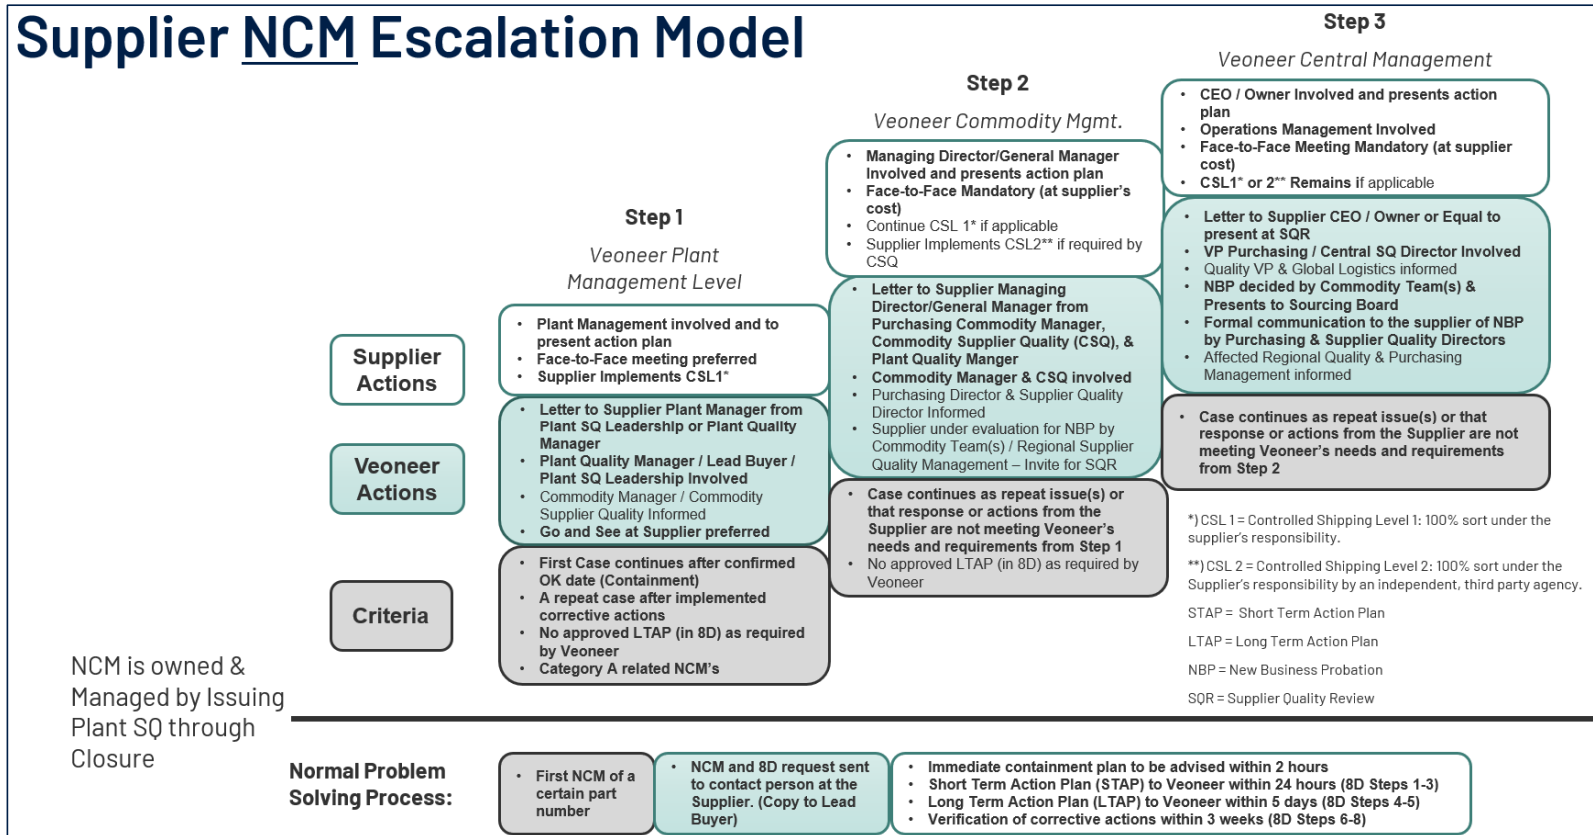 Supplier NCM Escalation Model
Step 1
Veoneer Plant
Management Level
Step 2
Veoneer Commodity Mgmt.
Step 3
Veoneer Central Management
Supplier
Actions
• Plant Management involved and to
present action plan
• Face-to-Face meeting preferred
• Supplier Implements CSL1*
• Managing Director/General Manager
Involved and presents action plan
• Face-to-Face Mandatory (at supplier's
cost)
• Continue CSL 1* if applicable
• Supplier Implements CSL2** if required by
CSQ
• CEO / Owner Involved and presents action
plan
• Operations Management Involved
• Face-to-Face Meeting Mandatory (at supplier
cost)
• CSL1* or 2** Remains if applicable
Veoneer
Actions
• Letter to Supplier Plant Manager from
Plant SQ Leadership or Plant Quality
Manager
• Plant Quality Manager / Lead Buyer /
Plant SQ Leadership Involved
• Commodity Manager / Commodity
Supplier Quality Informed
• Go and See at Supplier preferred
• Letter to Supplier Managing
Director/General Manager from
Purchasing Commodity Manager,
Commodity Supplier Quality (CSQ), &
Plant Quality Manger
• Commodity Manager & CSQ involved
• Purchasing Director & Supplier Quality
Director Informed
• Supplier under evaluation for NBP by
Commodity Team(s) / Regional Supplier
Quality Management – Invite for SQR
• Letter to Supplier CEO / Owner or Equal to
present at SQR
• VP Purchasing / Central SQ Director Involved
• Quality VP & Global Logistics informed
• NBP decided by Commodity Team(s) &
Presents to Sourcing Board
• Formal communication to the supplier of NBP
by Purchasing & Supplier Quality Directors
• Affected Regional Quality & Purchasing
Management informed
Criteria
• First Case continues after confirmed
OK date (Containment)
• A repeat case after implemented
corrective actions
• No approved LTAP (in 8D) as required
by Veoneer
• Category A related NCM's
• Case continues as repeat issue(s) or
that response or actions from the
Supplier are not meeting Veoneer's
needs and requirements from Step 1
• No approved LTAP (in 8D) as required by
Veoneer
• Case continues as repeat issue(s) or that
response or actions from the Supplier are not
meeting Veoneer's needs and requirements
from Step 2
*) CSL 1 = Controlled Shipping Level 1: 100% sort under the
supplier's responsibility.
**) CSL 2 = Controlled Shipping Level 2: 100% sort under the
Supplier's responsibility by an independent, third party agency.
STAP = Short Term Action Plan
LTAP = Long Term Action Plan
NBP = New Business Probation
SQR = Supplier Quality Review
NCM is owned &
Managed by Issuing
Plant SQ through
Closure
Normal Problem
Solving Process:
• First NCM of a
certain part
number
• NCM and 8D request sent
to contact person at the
Supplier. (Copy to Lead
Buyer)
• Immediate containment plan to be advised within 2 hours
• Short Term Action Plan (STAP) to Veoneer within 24 hours (8D Steps 1-3)
• Long Term Action Plan (LTAP) to Veoneer within 5 days (8D Steps 4-5)
• Verification of corrective actions within 3 weeks (8D Steps 6-8)